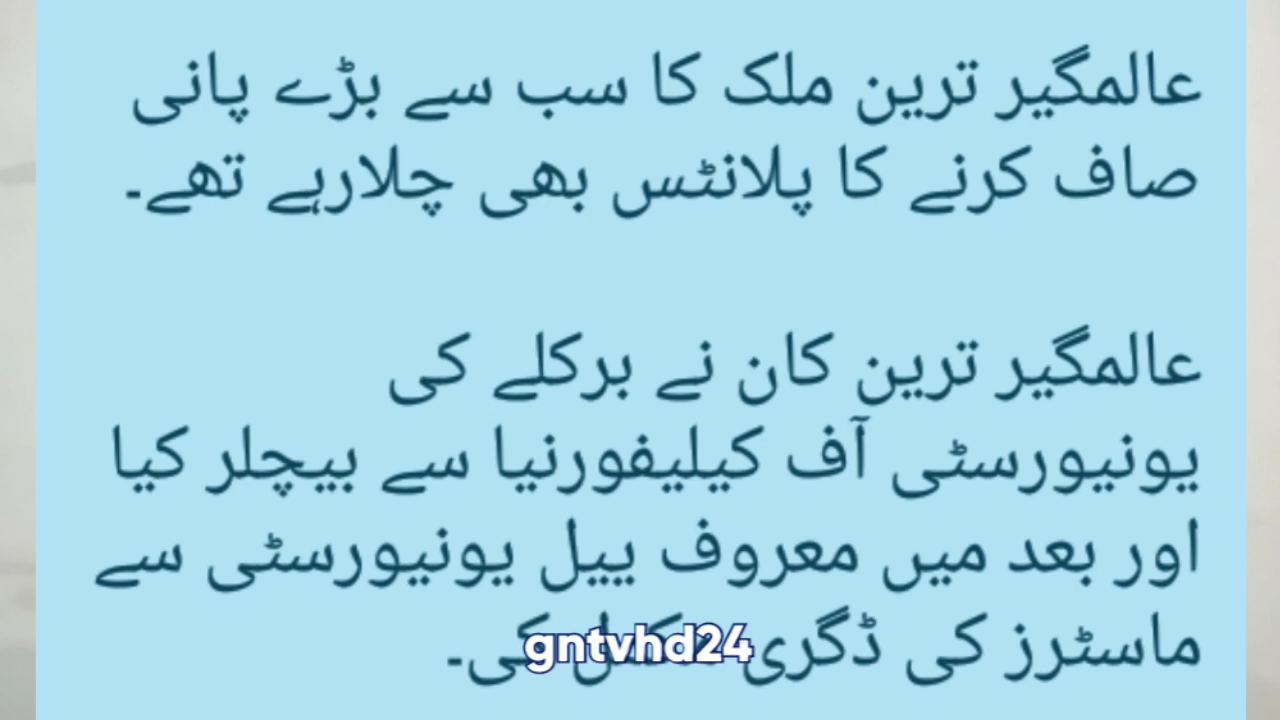 عالمگیر ترین ملک کا سب سے بڑے پانی
صاف کرنے کا پلانٹس بھی چلارہے تھے۔
عالمگیر ترین کان نے برکلے کی
یونیورسٹی آف کیلیفورنیا سے بیچلر کیا
اور بعد میں معروف ییل یونیورسٹی سے
ماسٹرز کی ڈگری مکمل کی۔
gntvhd24